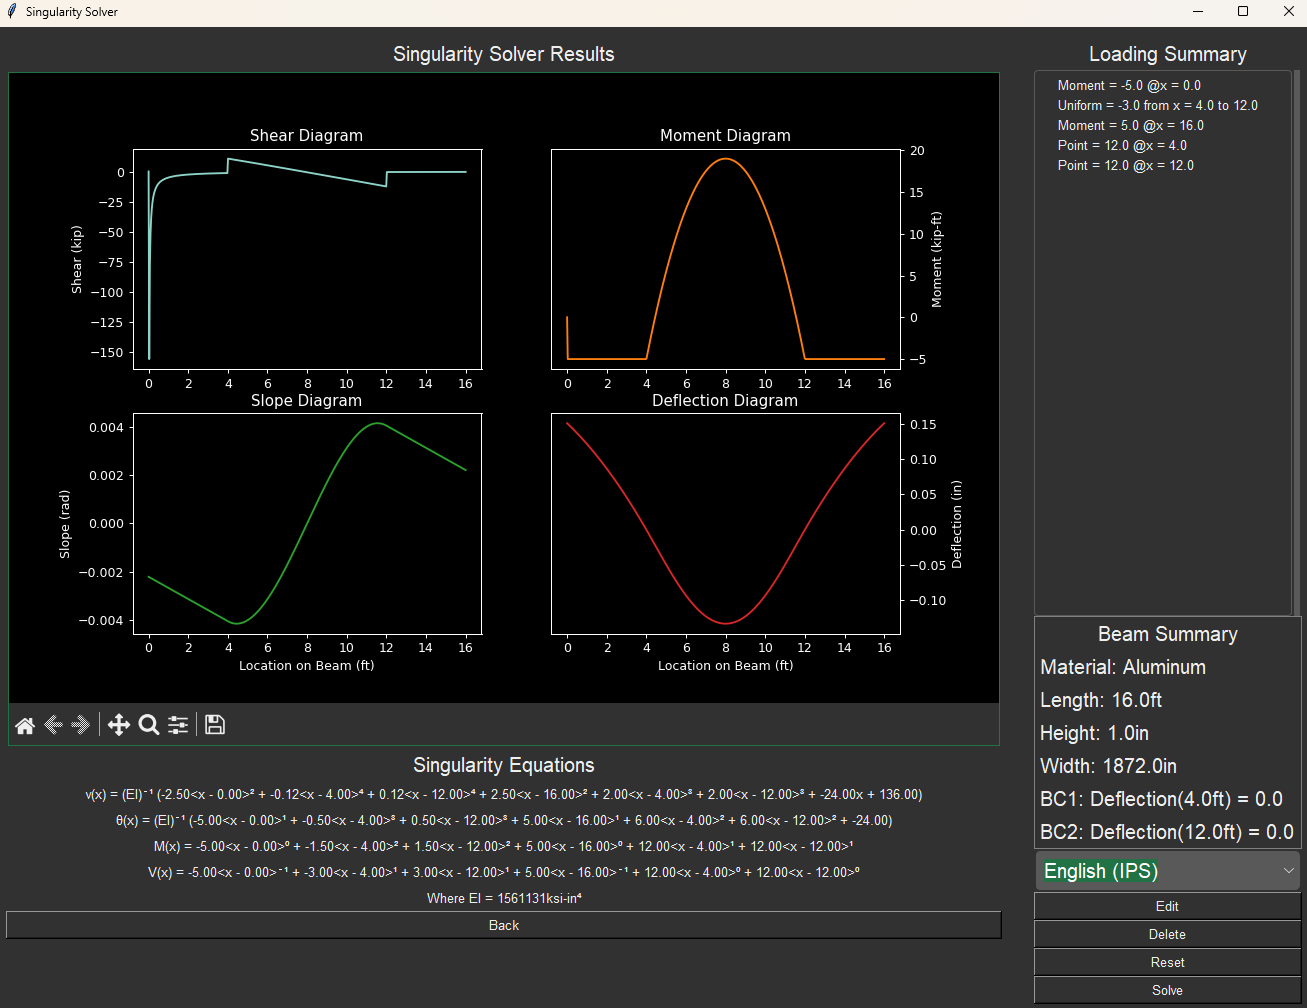 Singularity Solver
Singularity Solver Results
Shear Diagram
0
−25
−50
−75
−100
−125
−150
Shear (kip)
0 2 4 6 8 10 12 14 16
Moment Diagram
20
15
10
5
0
−5
Moment (kip-ft)
0 2 4 6 8 10 12 14 16
Slope Diagram
0.004
0.002
0.000
−0.002
−0.004
Slope (rad)
0 2 4 6 8 10 12 14 16
Location on Beam (ft)
Deflection Diagram
0.15
0.10
0.05
0.00
−0.05
−0.10
Deflection (in)
0 2 4 6 8 10 12 14 16
Location on Beam (ft)
Singularity Equations
v(x) = (EI)⁻¹ (-2.50<x - 0.00>² + -0.12<x - 4.00>⁴ + 0.12<x - 12.00>⁴ + 2.50<x - 16.00>² + 2.00<x - 4.00>³ + 2.00<x - 12.00>³ + -24.00x + 136.00)
θ(x) = (EI)⁻¹ (-5.00<x - 0.00>¹ + -0.50<x - 4.00>³ + 0.50<x - 12.00>³ + 5.00<x - 16.00>¹ + 6.00<x - 4.00>² + 6.00<x - 12.00>² + -24.00)
M(x) = -5.00<x - 0.00>⁰ + -1.50<x - 4.00>² + 1.50<x - 12.00>² + 5.00<x - 16.00>⁰ + 12.00<x - 4.00>¹ + 12.00<x - 12.00>¹
V(x) = -5.00<x - 0.00>⁻¹ + -3.00<x - 4.00>¹ + 3.00<x - 12.00>¹ + 5.00<x - 16.00>⁻¹ + 12.00<x - 4.00>⁰ + 12.00<x - 12.00>⁰
Where EI = 1561131ksi-in⁴
Back
Loading Summary
Moment = -5.0 @x = 0.0
Uniform = -3.0 from x = 4.0 to 12.0
Moment = 5.0 @x = 16.0
Point = 12.0 @x = 4.0
Point = 12.0 @x = 12.0
Beam Summary
Material: Aluminum
Length: 16.0ft
Height: 1.0in
Width: 1872.0in
BC1: Deflection(4.0ft) = 0.0
BC2: Deflection(12.0ft) = 0.0
English (IPS)
Edit
Delete
Reset
Solve